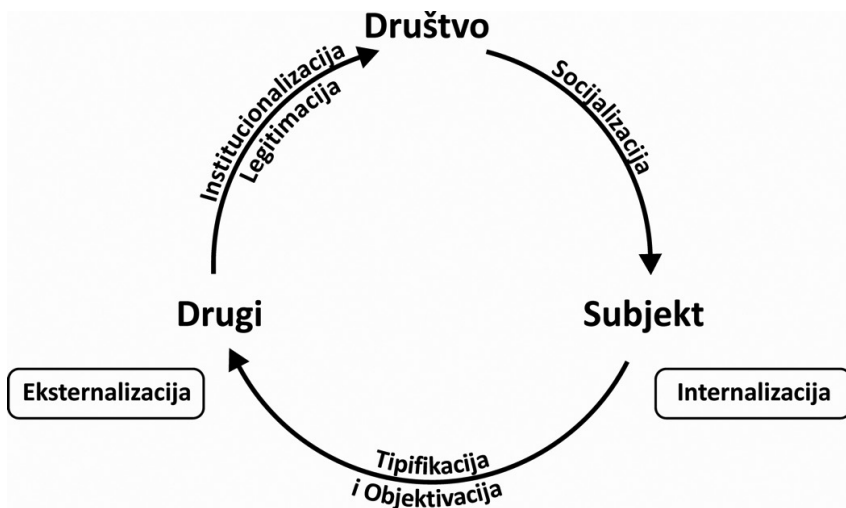 Društvo
Institucionalizacija
Legitimacija
Socijalizacija
Drugi
Subjekt
Eksternalizacija
Internalizacija
Tipifikacija
i Objektivacija